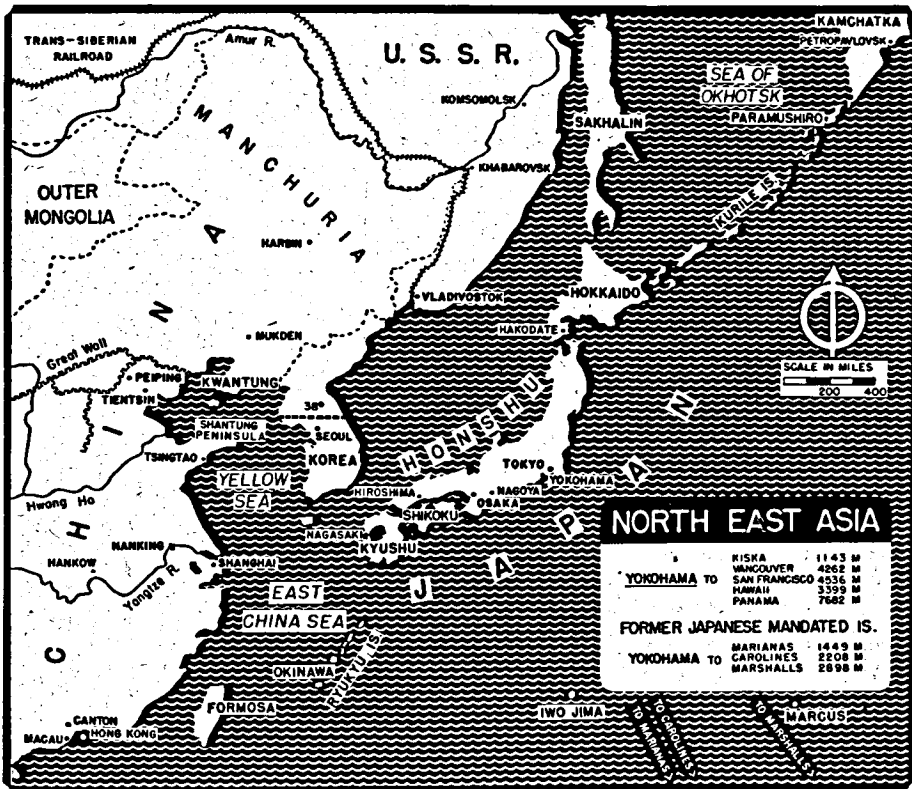 KAMCHATKA
PETROPAVLOVSK
TRANS-SIBERIAN
RAILROAD
Amur R.
U. S. S. R.
SEA OF
OKHOTSK
KOMSOMOLSK
SAKHALIN
PARAMUSHIRO
MANCHURIA
KHABAROVSK
OUTER
MONGOLIA
KURILE IS.
HARBIN
CHINA
VLADIVOSTOK
HOKKAIDO
HAKODATE
MUKDEN
Great Wall
PEIPING
KWANTUNG
TIENTSIN
SCALE IN MILES
200 400
38°
SHANTUNG
PENINSULA
SEOUL
HONSHU
KOREA
TSINGTAO
YELLOW
SEA
TOKYO
YOKOHAMA
HIROSHIMA
NAGOYA
OSAKA
Hwong Ho
SHIKOKU
JAPAN
NAGASAKI
KYUSHU
NANKING
HANKOW
SHANGHAI
Yangtze R.
EAST
CHINA SEA
OKINAWA
RYUKYU IS.
FORMOSA
CANTON
MACAU
HONG KONG
IWO JIMA
MARCUS
TO MARIANAS
TO CAROLINES
TO MARSHALLS
NORTH EAST ASIA
YOKOHAMA TO
KISKA 1143 M
VANCOUVER 4262 M
SAN FRANCISCO 4536 M
HAWAII 3399 M
PANAMA 7682 M
FORMER JAPANESE MANDATED IS.
YOKOHAMA TO
MARIANAS 1449 M
CAROLINES 2208 M
MARSHALLS 2698 M